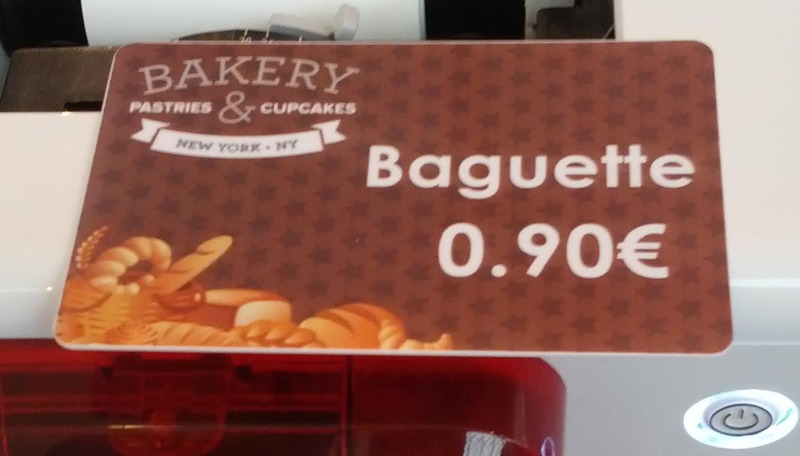 BAKERY
PASTRIES & CUPCAKES
NEW YORK • NY
Baguette
0.90€